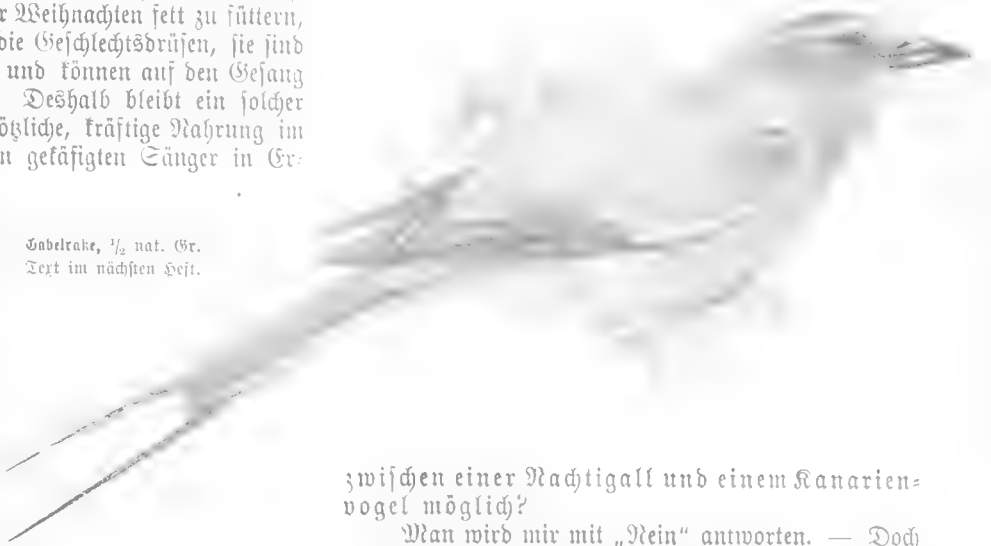 r Weihnachten fett zu füttern,
die Geschlechtsdrüsen, sie sind
und können auf den Gesang
Deshalb bleibt ein solcher
ötzliche, kräftige Nahrung im
n gekäfigten Sänger in Er-
Gabelrake, 1/2 nat. Gr.
Text im nächsten Heft.
zwischen einer Nachtigall und einem Kanarien-
vogel möglich?
Man wird mir mit „Nein“ antworten. — Doch